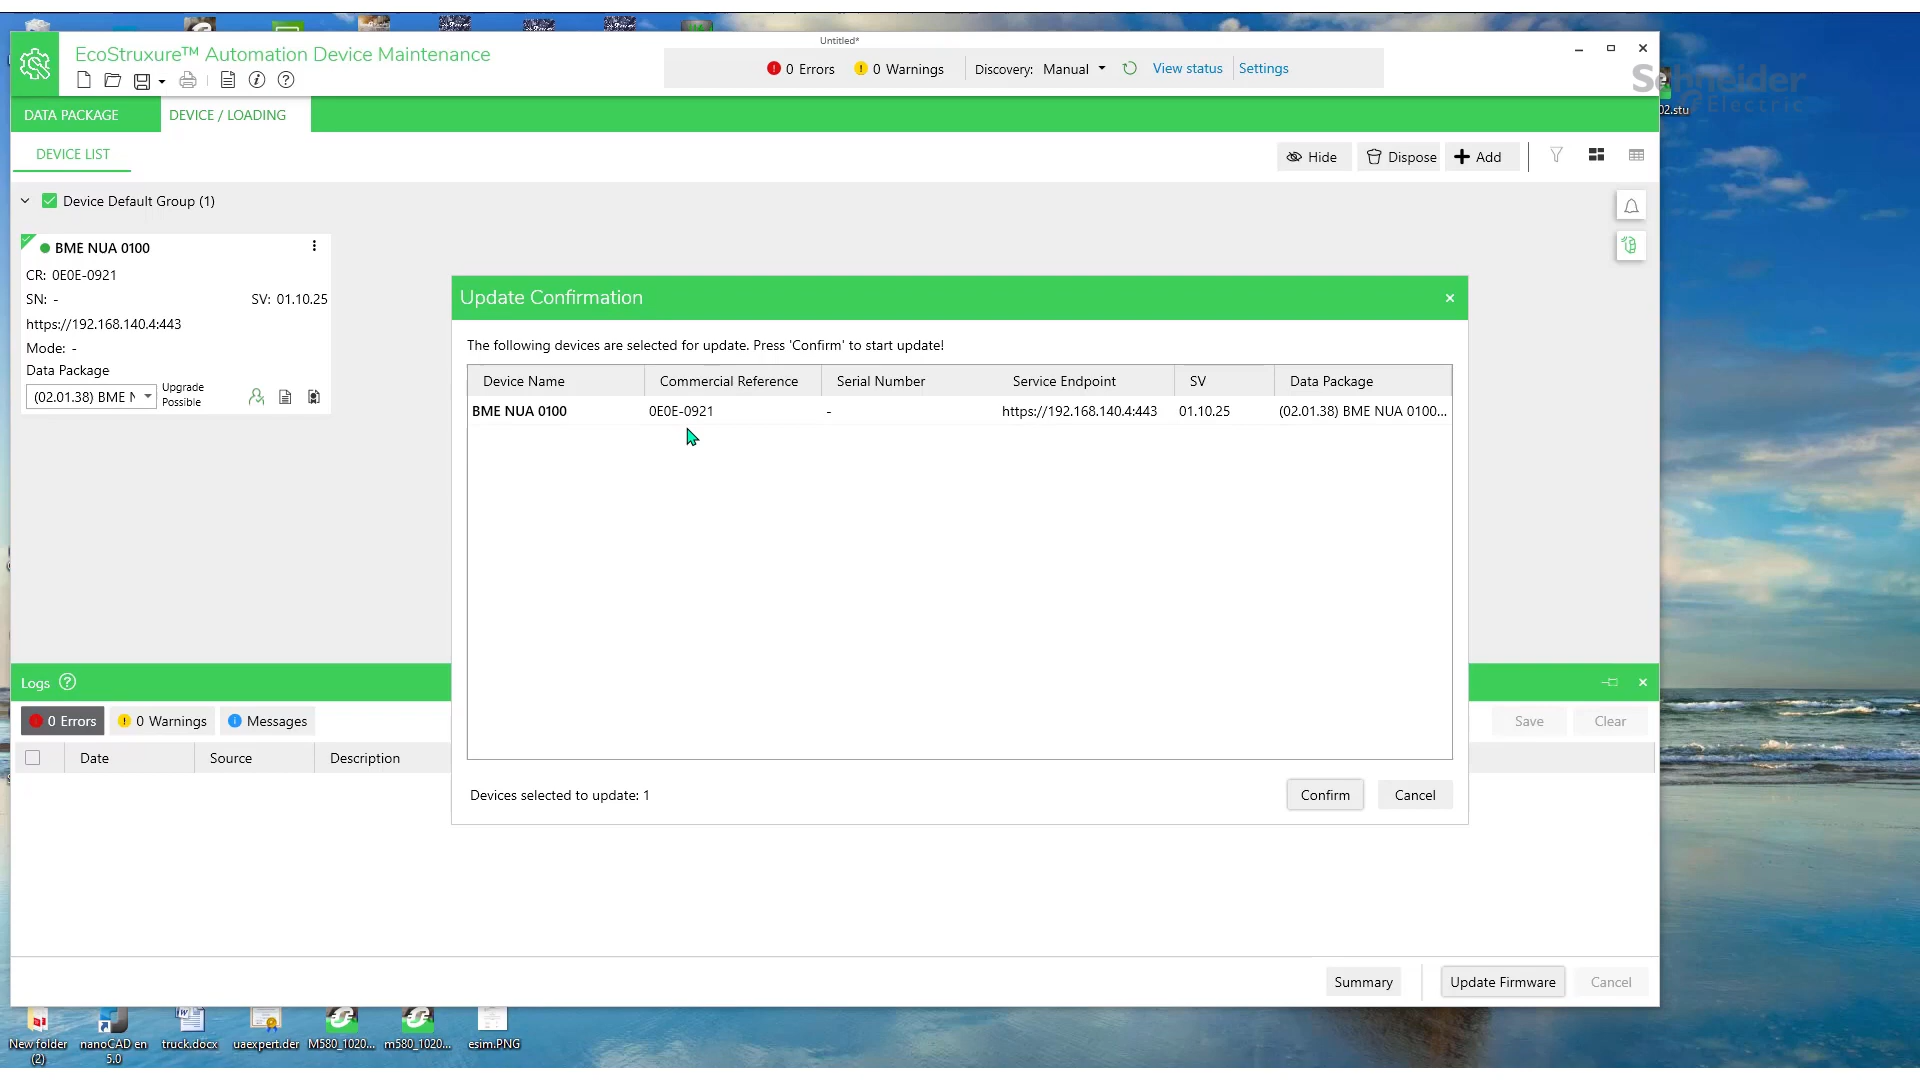 Untitled*
EcoStruxure™ Automation Device Maintenance
0 Errors
0 Warnings
Discovery: Manual
View status
Settings
Schneider
Electric
02.stu
DATA PACKAGE
DEVICE / LOADING
DEVICE LIST
Hide
Dispose
Add
Device Default Group (1)
BME NUA 0100
CR: 0E0E-0921
SN: -
SV: 01.10.25
https://192.168.140.4:443
Mode: -
Data Package
(02.01.38) BME N
Upgrade
Possible
Update Confirmation
The following devices are selected for update. Press 'Confirm' to start update!
Device Name
Commercial Reference
Serial Number
Service Endpoint
SV
Data Package
BME NUA 0100
0E0E-0921
-
https://192.168.140.4:443
01.10.25
(02.01.38) BME NUA 0100...
Devices selected to update: 1
Confirm
Cancel
Logs
0 Errors
0 Warnings
Messages
Save
Clear
Date
Source
Description
Summary
Update Firmware
Cancel
New folder
(2)
nanoCAD en
5.0
truck.docx
uaexpert.der
M580_1020...
m580_1020...
esim.PNG